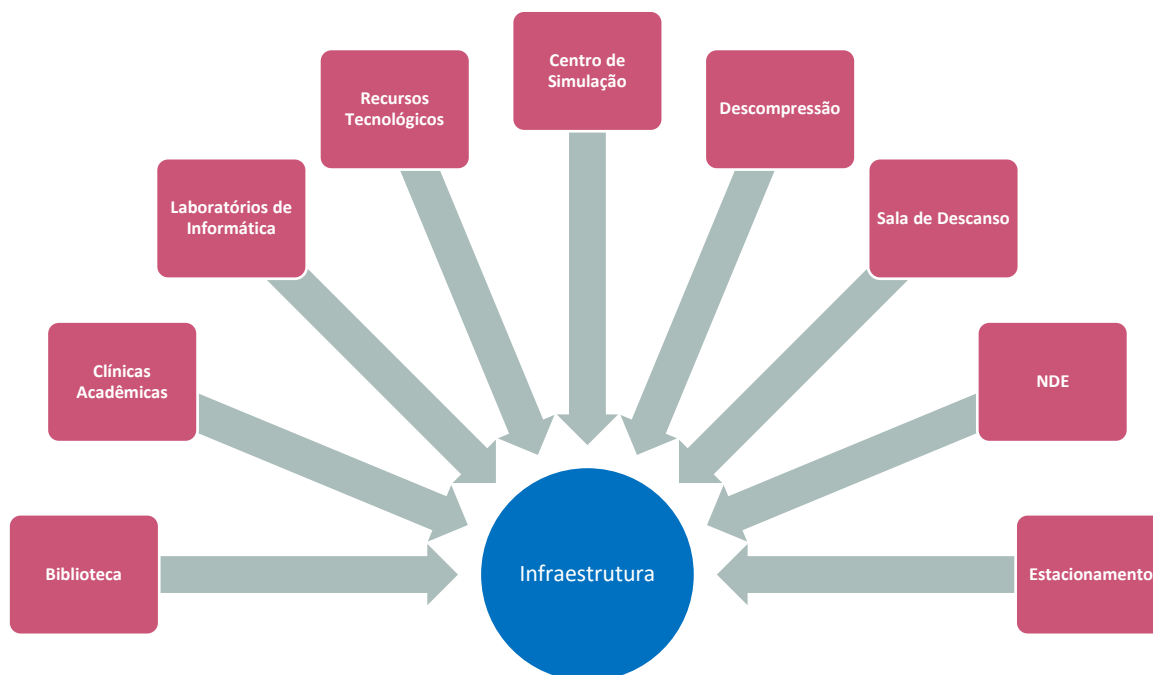 Centro de
Simulação
Recursos
Tecnológicos
Descompressão
Laboratórios de
Informática
Sala de Descanso
Clínicas
Acadêmicas
NDE
Biblioteca
Infraestrutura
Estacionamento